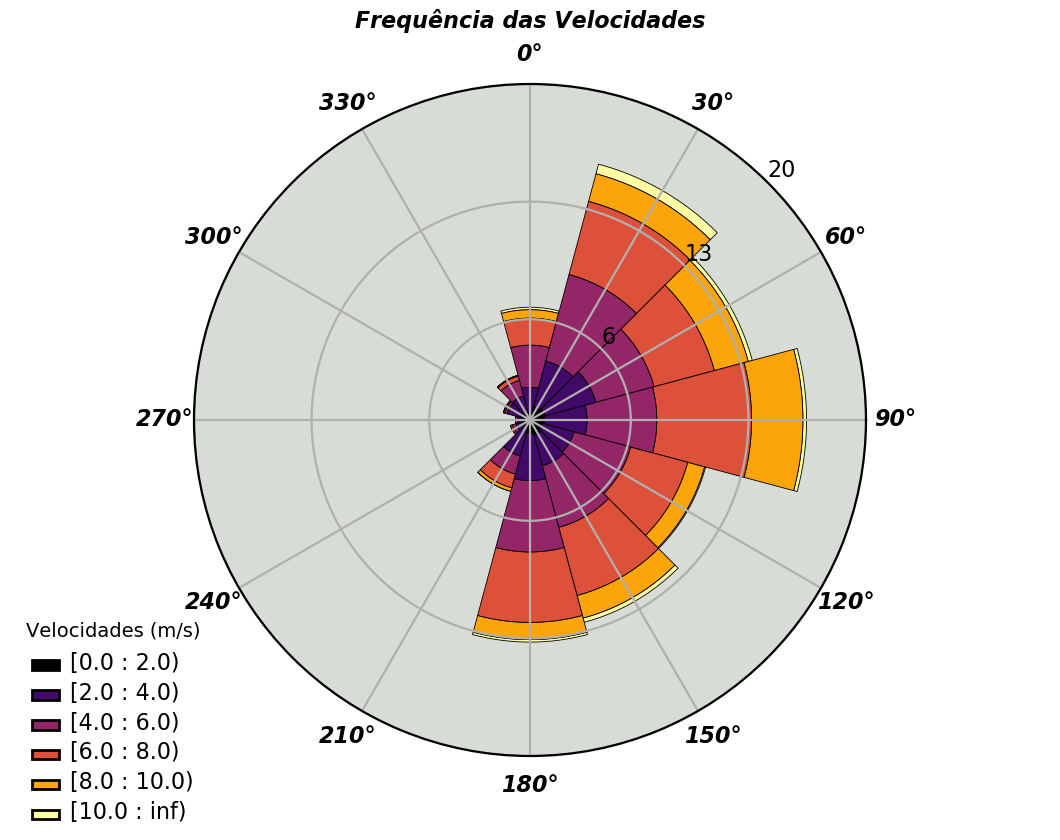 Frequência das Velocidades
0°
330°
30°
20
300°
60°
13
6
270°
90°
240°
120°
210°
150°
180°
Velocidades (m/s)
[0.0 : 2.0)
[2.0 : 4.0)
[4.0 : 6.0)
[6.0 : 8.0)
[8.0 : 10.0)
[10.0 : inf)